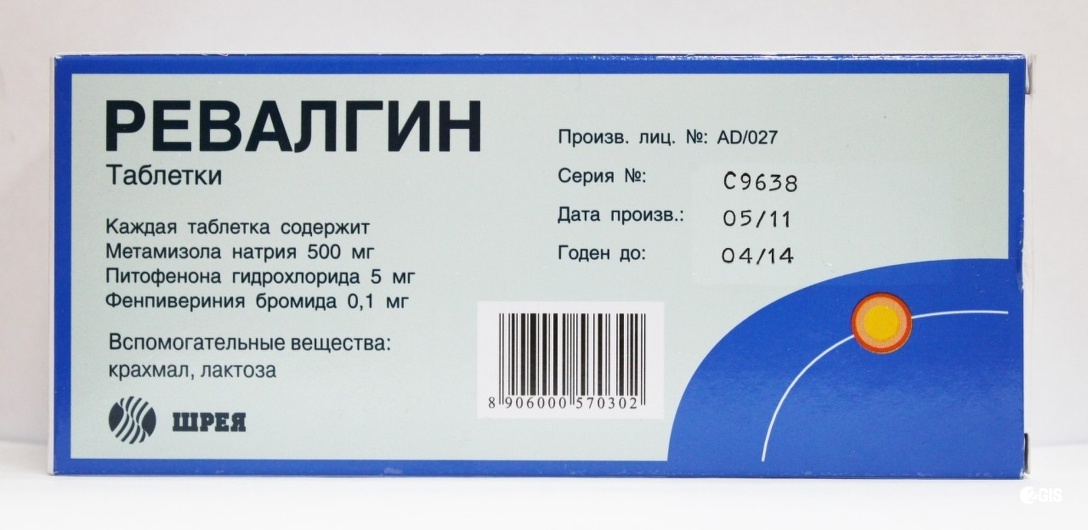 РЕВАЛГИН
Таблетки
Каждая таблетка содержит
Метамизола натрия 500 мг
Питофенона гидрохлорида 5 мг
Фенпивериния бромида 0,1 мг
Вспомогательные вещества:
крахмал, лактоза
ШРЕЯ
Произв. лиц. №: AD/027
Серия №: C9638
Дата произв.: 05/11
Годен до: 04/14
8 906000 570302
2GIS